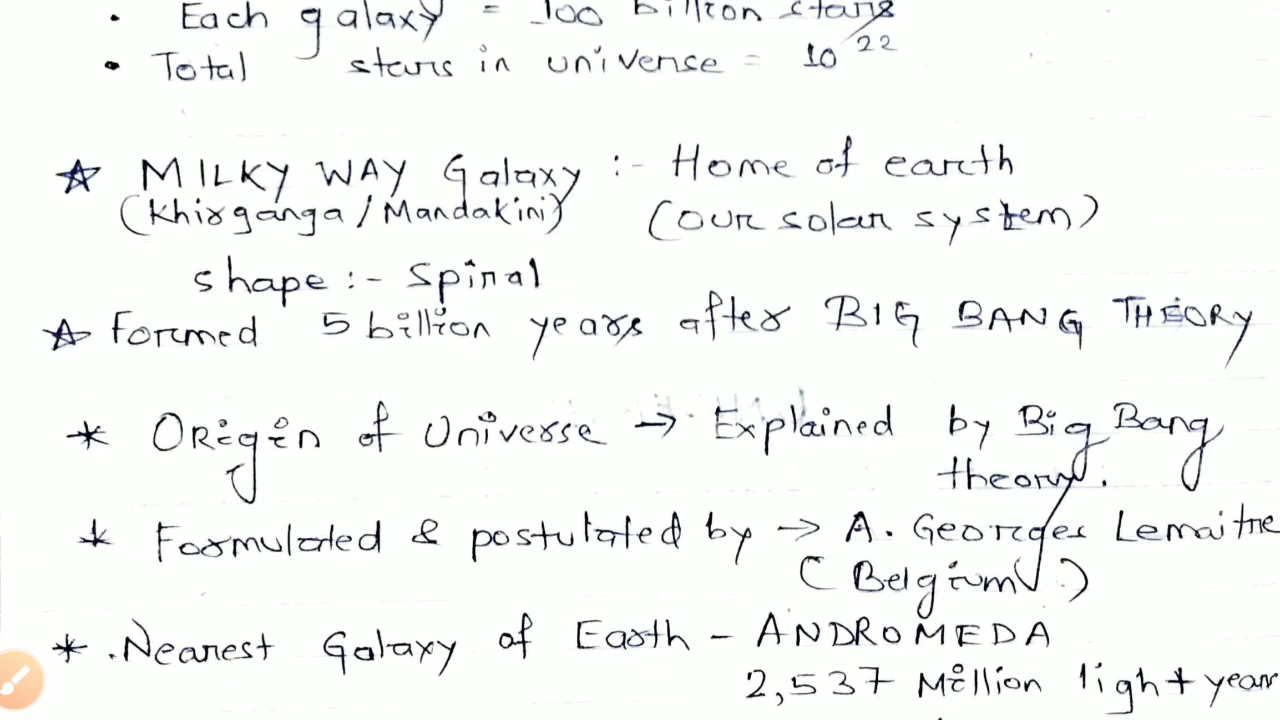 • Each galaxy = 100 billion stars
• Total stars in universe = 10²²
☆ MILKY WAY Galaxy :- Home of earth
(Khirganga / Mandakini) (our solar system)
shape :- Spiral
☆ Formed 5 billion years after BIG BANG THEORY
* Origin of Universe → Explained by Big Bang
theory.
* Formulated & postulated by → A. Georges Lemaitre
(Belgium)
* .Nearest Galaxy of Earth - ANDROMEDA
2,537 Million light year